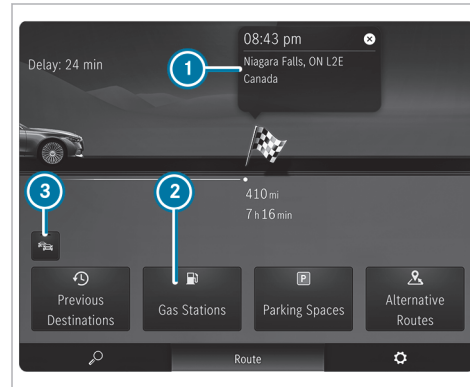 08:43 pm
Delay: 24 min
Niagara Falls, ON L2E
Canada
1
3
2
410 mi
7 h 16 min
P
Previous
Destinations
Gas Stations
Parking Spaces
Alternative
Routes
Route